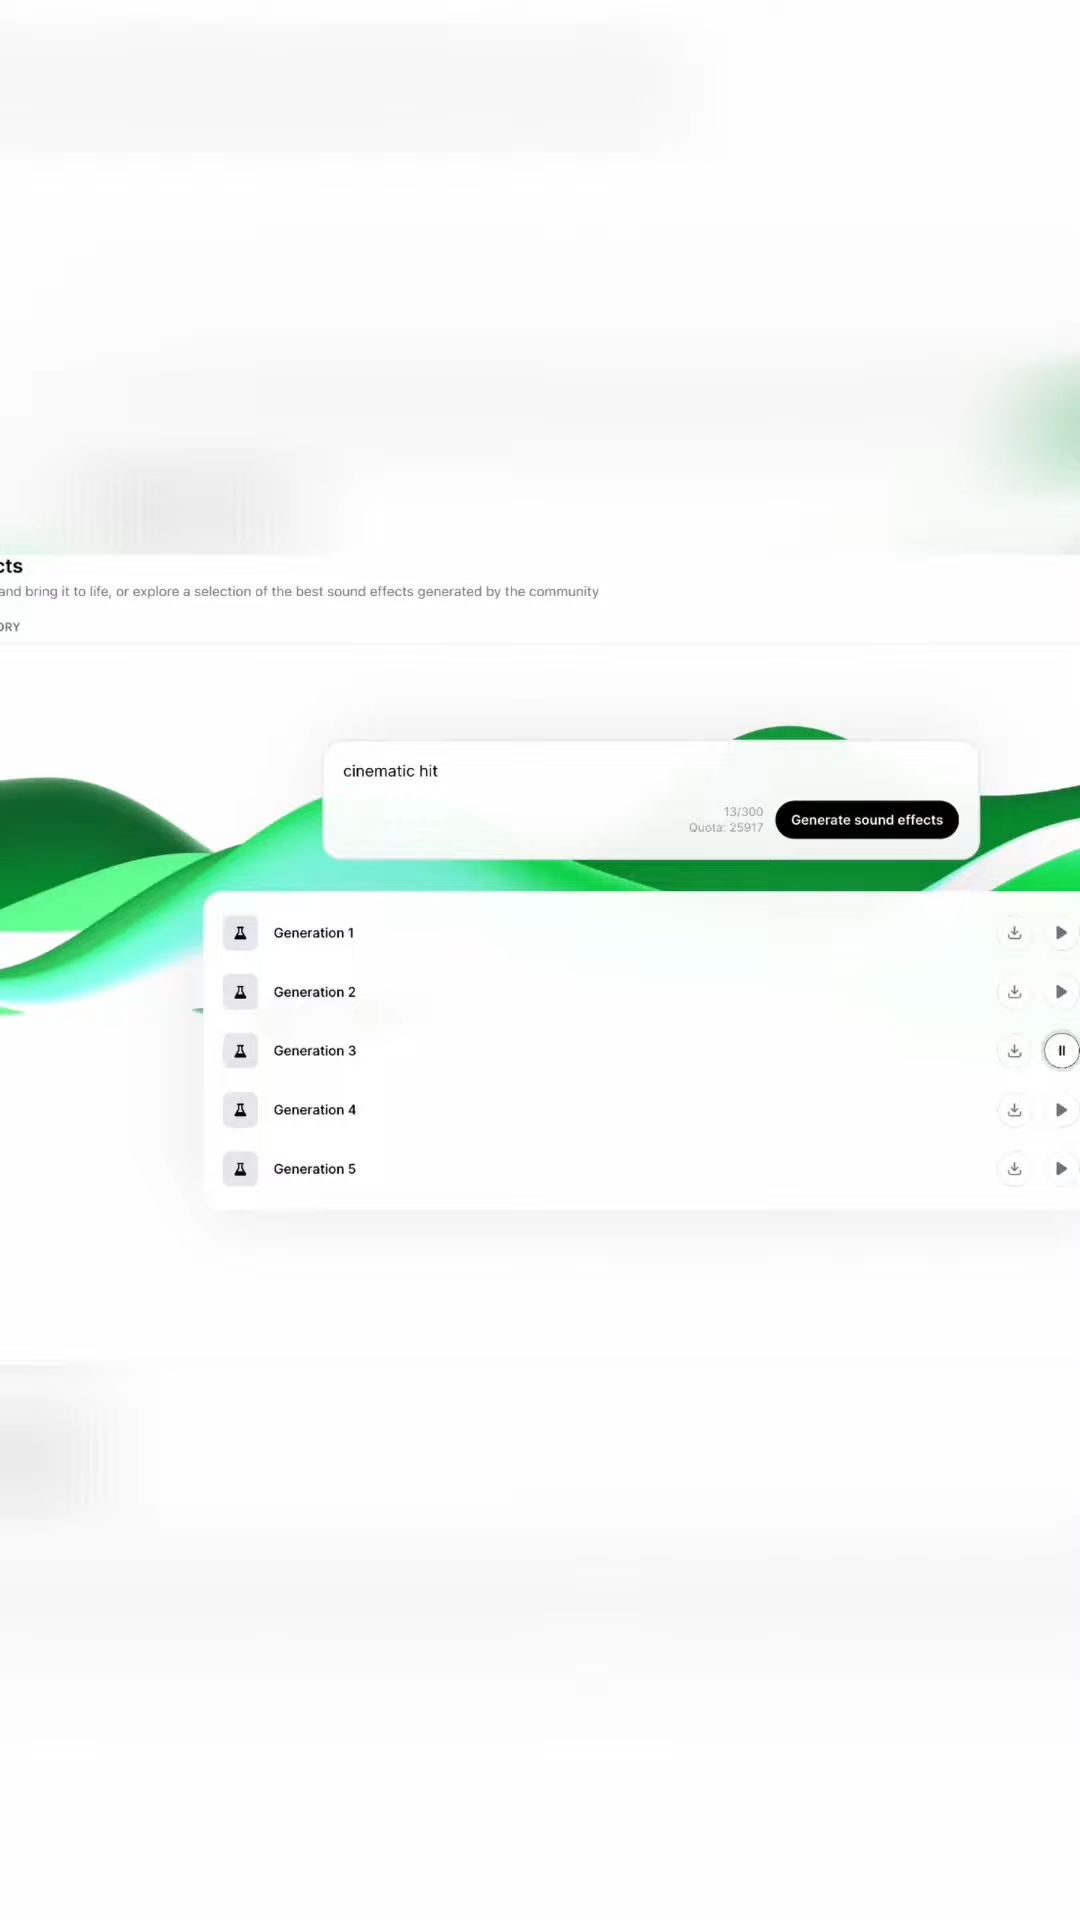 cts
and bring it to life, or explore a selection of the best sound effects generated by the community
ORY
cinematic hit
13/300
Quota: 25917
Generate sound effects
Generation 1
Generation 2
Generation 3
Generation 4
Generation 5